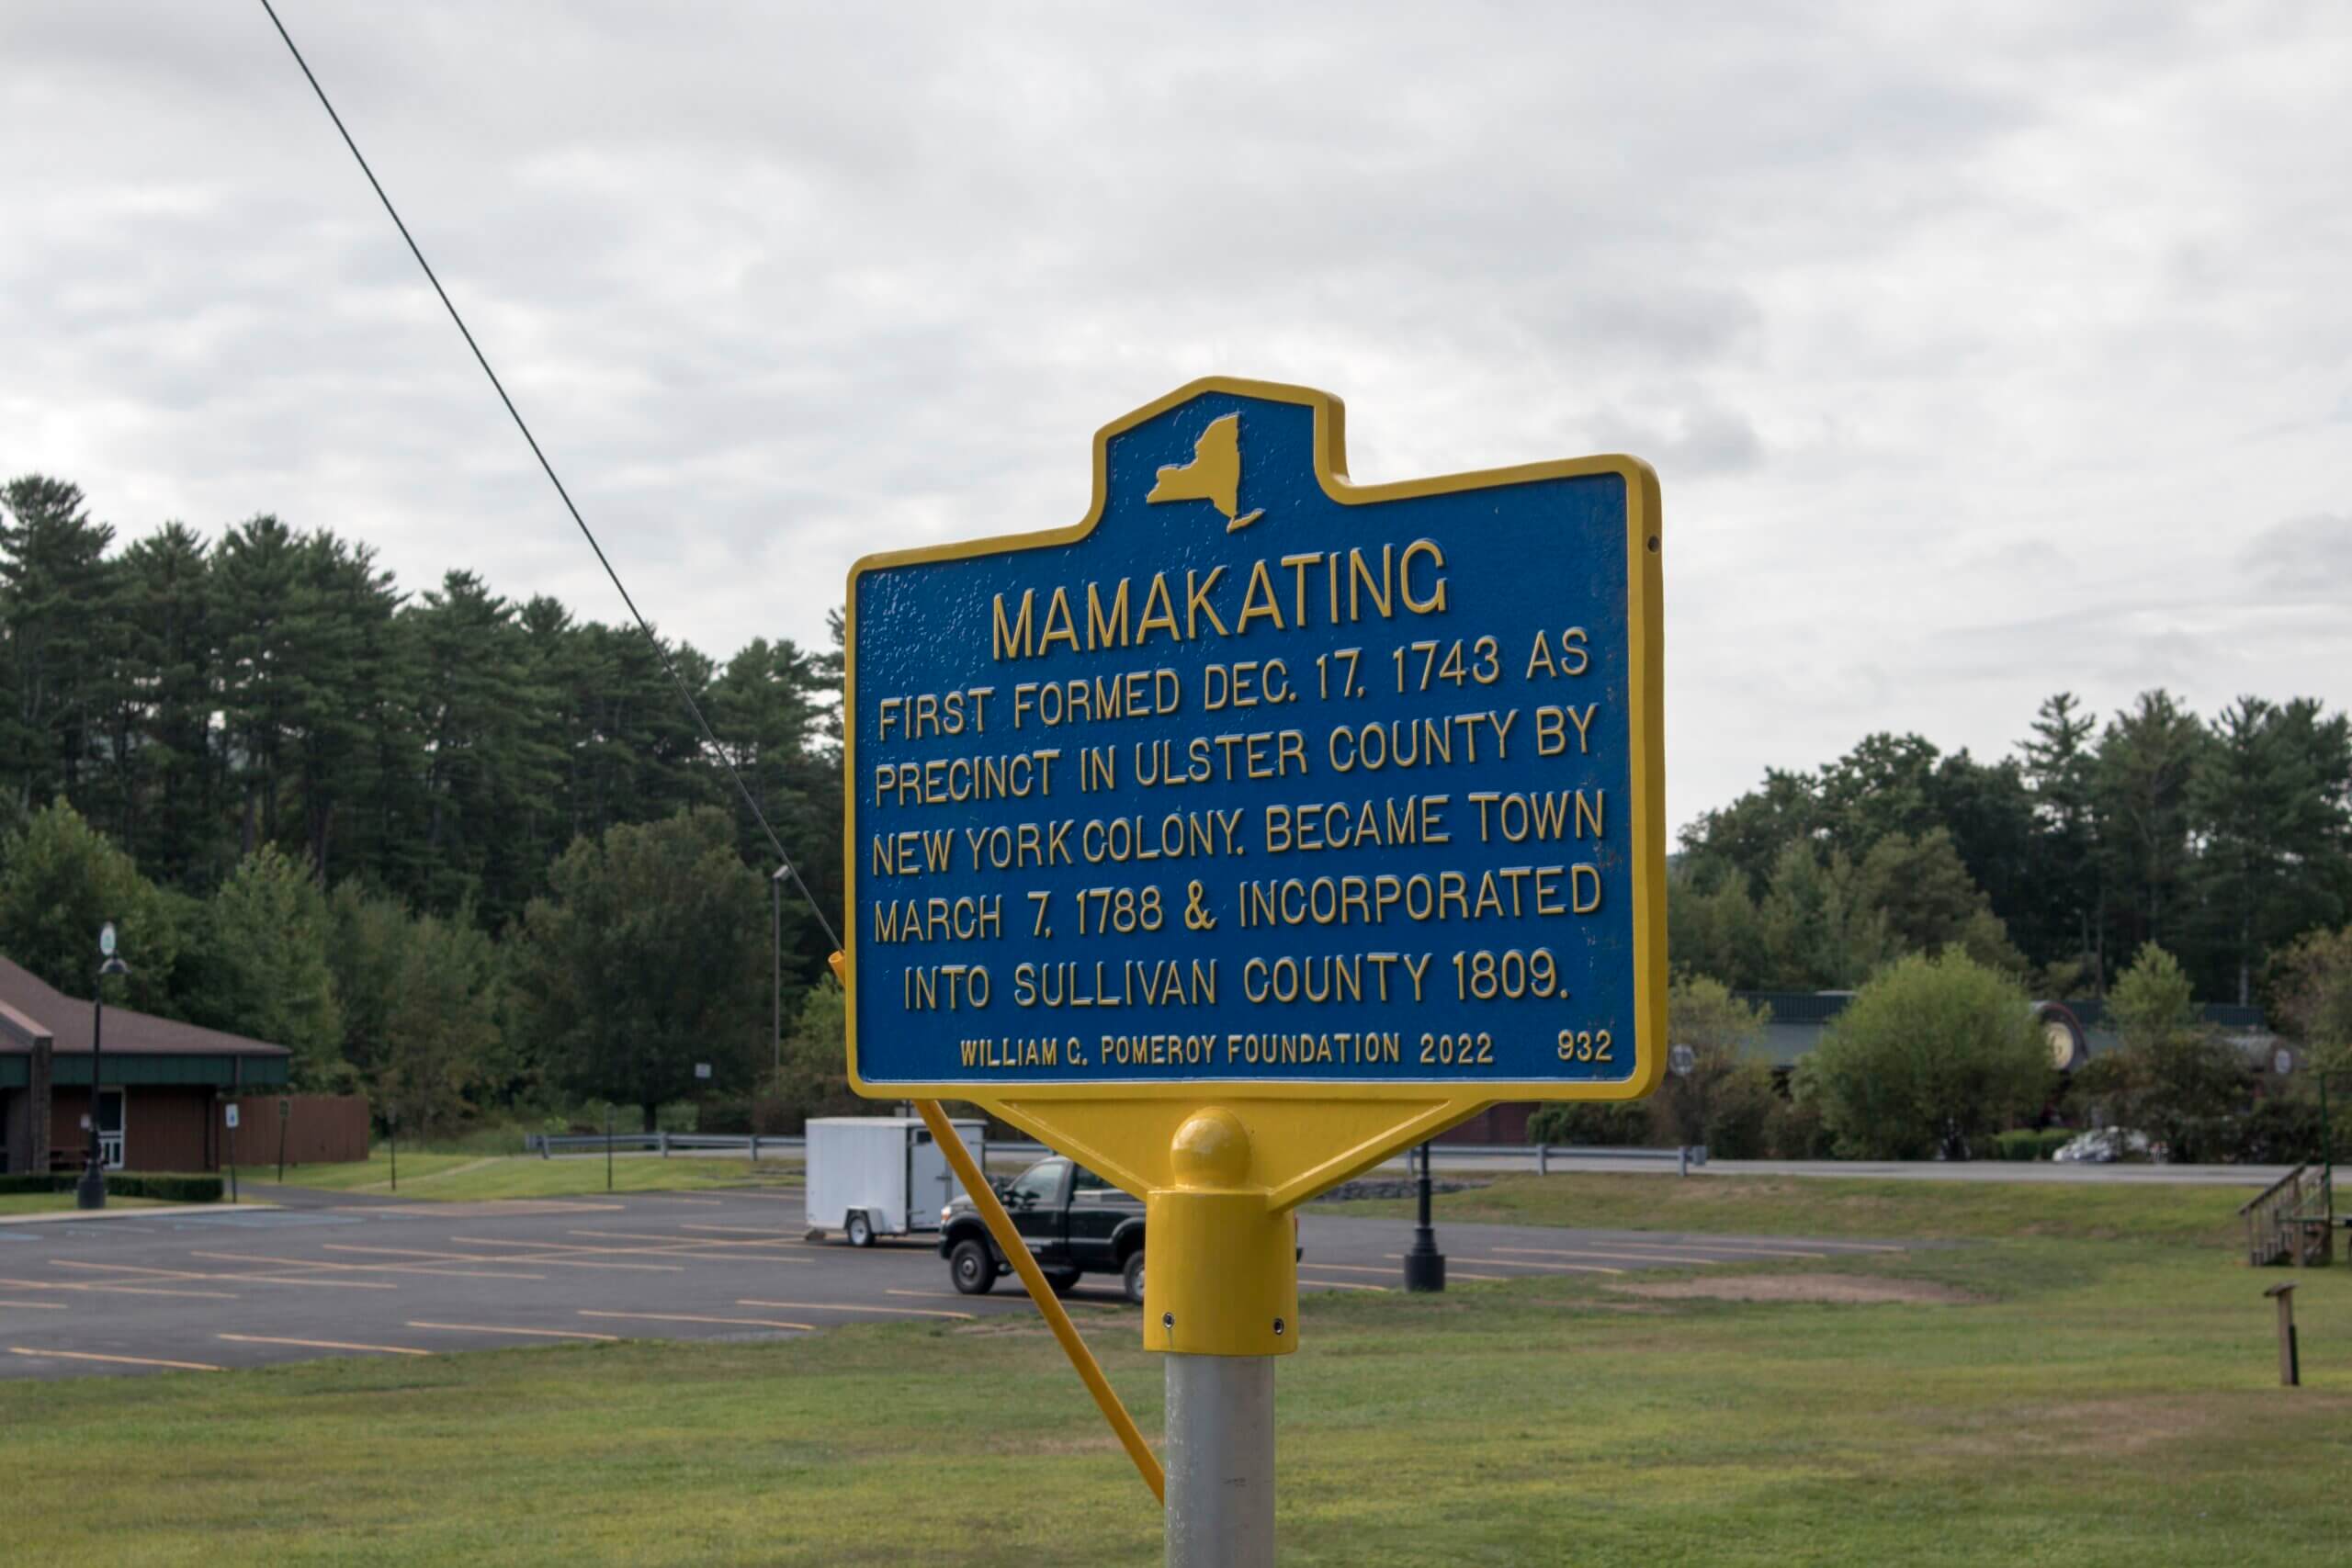 MAMAKATING
FIRST FORMED DEC. 17, 1743 AS
PRECINCT IN ULSTER COUNTY BY
NEW YORK COLONY. BECAME TOWN
MARCH 7, 1788 & INCORPORATED
INTO SULLIVAN COUNTY 1809.
WILLIAM G. POMEROY FOUNDATION 2022 932